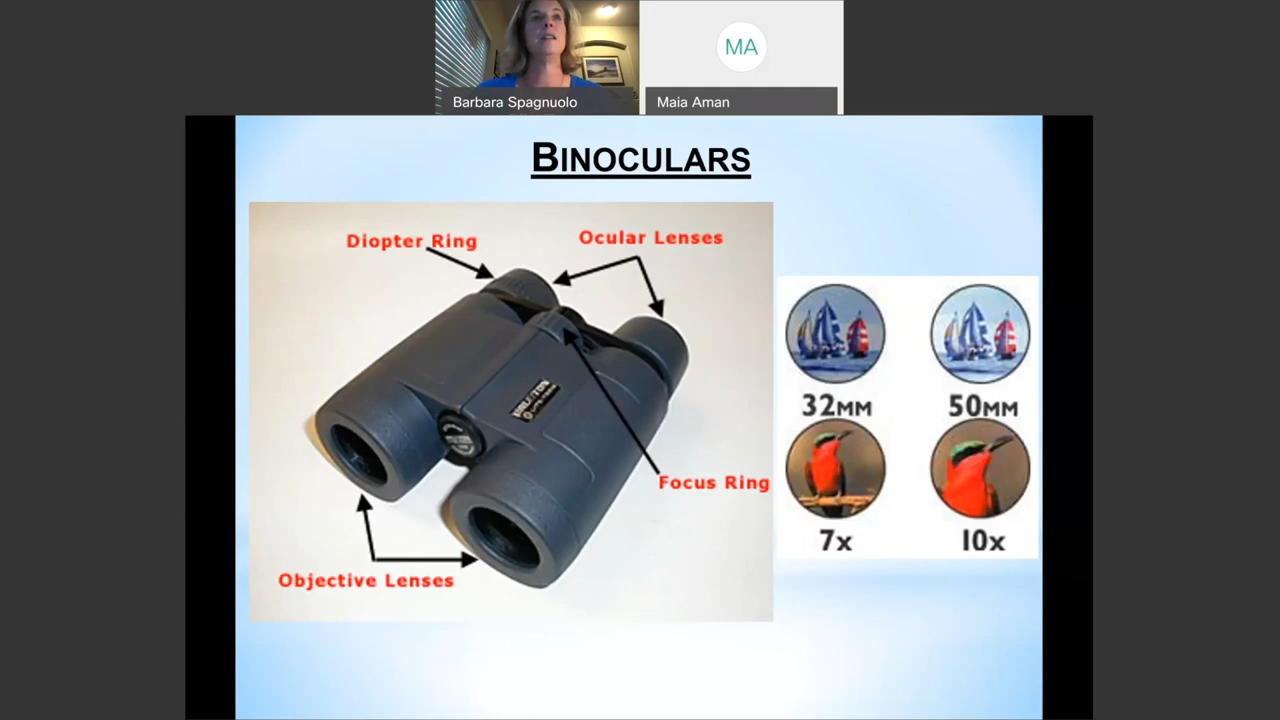 MA
Barbara Spagnuolo
Maia Aman
BINOCULARS
Diopter Ring
Ocular Lenses
Focus Ring
Objective Lenses
32MM
50MM
7x
10x